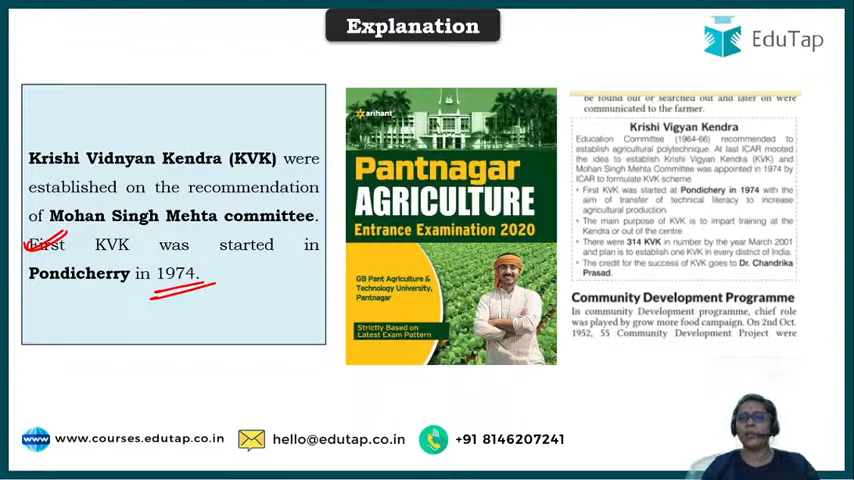 Explanation
EduTap
Krishi Vidnyan Kendra (KVK) were
established on the recommendation
of Mohan Singh Mehta committee.
First KVK was started in
Pondicherry in 1974.
arihant
Pantnagar
AGRICULTURE
Entrance Examination 2020
GB Pant Agriculture &
Technology University,
Pantnagar
Strictly Based on
Latest Exam Pattern
be found out or searched out and later on were
communicated to the farmer.
Krishi Vigyan Kendra
Education Committee (1964-66) recommended to
establish agricultural polytechnique. At last ICAR mooted
the idea to establish Krishi Vigyan Kendra (KVK) and
Mohan Singh Mehta Committee was appointed in 1974 by
ICAR to formulate KVK scheme.
• First KVK was started at Pondichery in 1974 with the
aim of transfer of technical literacy to increase
agricultural production.
• The main purpose of KVK is to impart training at the
Kendra or out of the centre.
• There were 314 KVK in number by the year March 2001
and plan is to establish one KVK in every district of India.
• The credit for the success of KVK goes to Dr. Chandrika
Prasad.
Community Development Programme
In community Development programme, chief role
was played by grow more food campaign. On 2nd Oct.
1952, 55 Community Development Project were
www.courses.edutap.co.in
hello@edutap.co.in
+91 8146207241